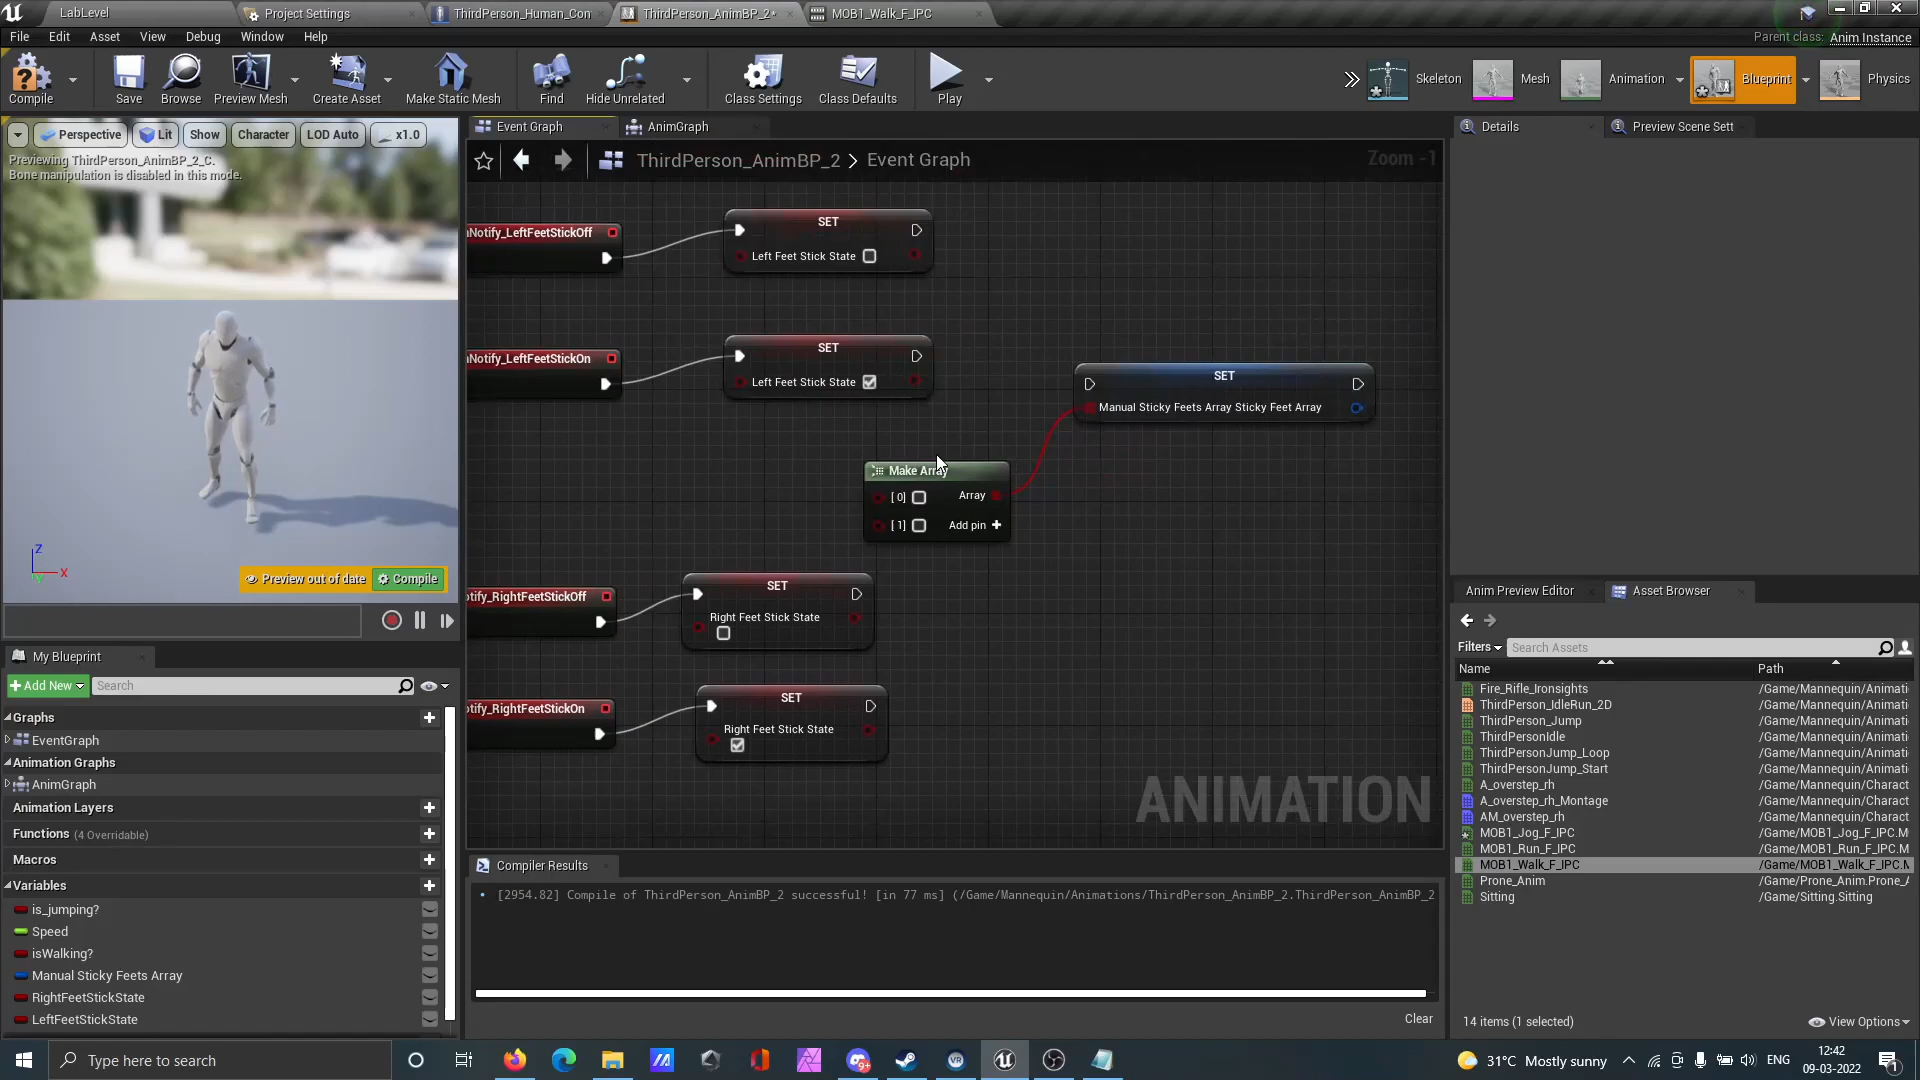 LabLevel
Project Settings
ThirdPerson_Human_Con
ThirdPerson_AnimBP_2*
MOB1_Walk_F_IPC
File Edit Asset View Debug Window Help
Parent class: Anim Instance
Compile
Save
Browse
Preview Mesh
Create Asset
Make Static Mesh
Find
Hide Unrelated
Class Settings
Class Defaults
Play
Skeleton
Mesh
Animation
Blueprint
Physics
Perspective
Lit
Show
Character
LOD Auto
x1.0
Previewing ThirdPerson_AnimBP_2_C.
Bone manipulation is disabled in this mode.
Z
X
Y
Preview out of date
Compile
Event Graph
AnimGraph
ThirdPerson_AnimBP_2 > Event Graph
Zoom -1
nNotify_LeftFeetStickOff
SET
Left Feet Stick State
nNotify_LeftFeetStickOn
SET
Left Feet Stick State
SET
Manual Sticky Feets Array Sticky Feet Array
Make Array
[0]
Array
[1]
Add pin +
otify_RightFeetStickOff
SET
Right Feet Stick State
otify_RightFeetStickOn
SET
Right Feet Stick State
ANIMATION
My Blueprint
+ Add New
Search
Graphs
EventGraph
Animation Graphs
AnimGraph
Animation Layers
Functions (4 Overridable)
Macros
Variables
is_jumping?
Speed
isWalking?
Manual Sticky Feets Array
RightFeetStickState
LeftFeetStickState
Compiler Results
[2954.82] Compile of ThirdPerson_AnimBP_2 successful! [in 77 ms] (/Game/Mannequin/Animations/ThirdPerson_AnimBP_2.ThirdPerson_AnimBP_2
Clear
Details
Preview Scene Sett
Anim Preview Editor
Asset Browser
Filters
Search Assets
Name
Path
Fire_Rifle_Ironsights /Game/Mannequin/Animati
ThirdPerson_IdleRun_2D /Game/Mannequin/Animati
ThirdPerson_Jump /Game/Mannequin/Animati
ThirdPersonIdle /Game/Mannequin/Animati
ThirdPersonJump_Loop /Game/Mannequin/Animati
ThirdPersonJump_Start /Game/Mannequin/Animati
A_overstep_rh /Game/Mannequin/Charact
A_overstep_rh_Montage /Game/Mannequin/Charact
AM_overstep_rh /Game/Mannequin/Charact
MOB1_Jog_F_IPC /Game/MOB1_Jog_F_IPC.M
MOB1_Run_F_IPC /Game/MOB1_Run_F_IPC.M
MOB1_Walk_F_IPC /Game/MOB1_Walk_F_IPC.M
Prone_Anim /Game/Prone_Anim.Prone_A
Sitting /Game/Sitting.Sitting
14 items (1 selected)
View Options
Type here to search
31°C Mostly sunny
ENG
12:42
09-03-2022